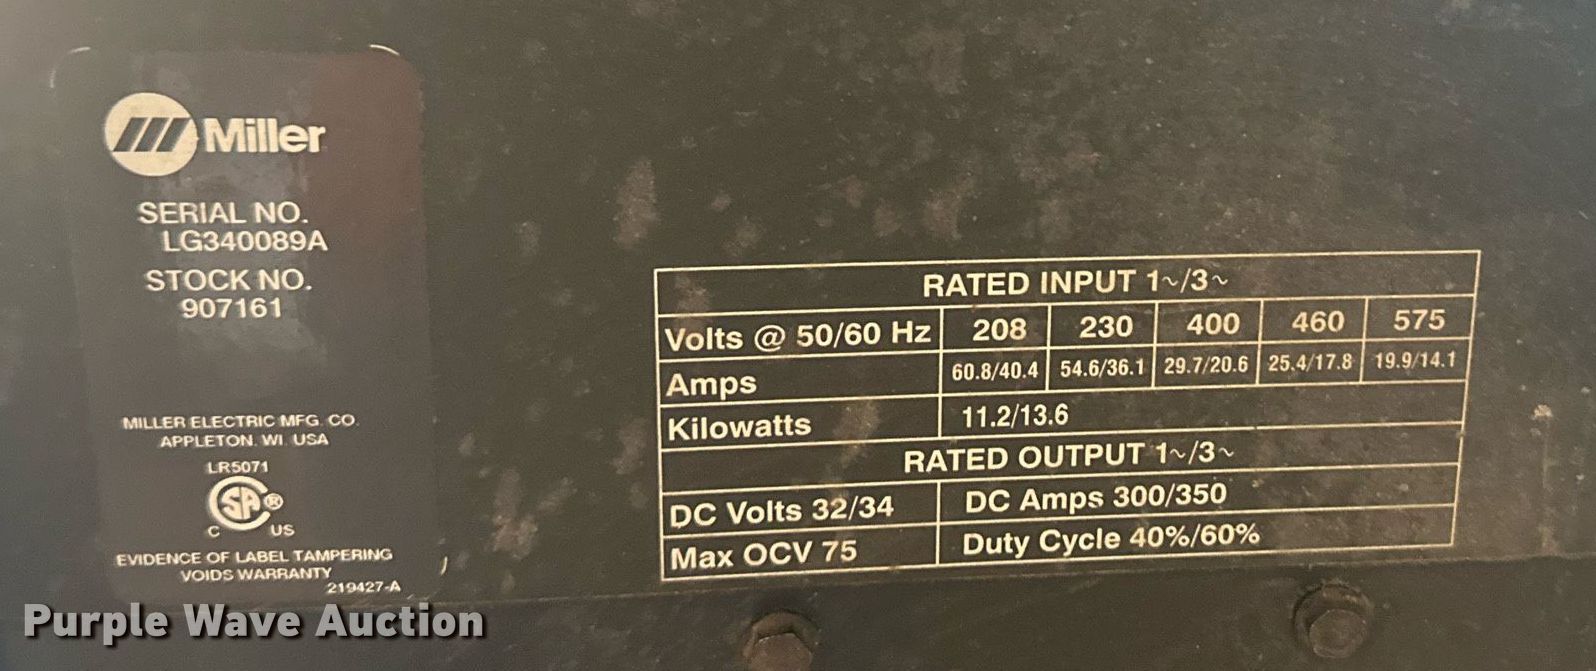 Miller
SERIAL NO.
LG340089A
STOCK NO.
907161
MILLER ELECTRIC MFG. CO.
APPLETON, WI. USA
LR5071
SA ®
C US
EVIDENCE OF LABEL TAMPERING
VOIDS WARRANTY
219427-A
RATED INPUT 1~/3~
Volts @ 50/60 Hz 208 230 400 460 575
Amps 60.8/40.4 54.6/36.1 29.7/20.6 25.4/17.8 19.9/14.1
Kilowatts 11.2/13.6
RATED OUTPUT 1~/3~
DC Volts 32/34 DC Amps 300/350
Max OCV 75 Duty Cycle 40%/60%
Purple Wave Auction